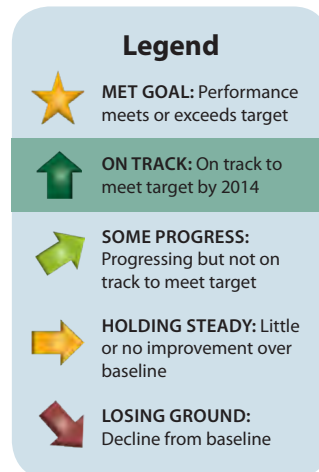 Legend
MET GOAL: Performance
meets or exceeds target
ON TRACK: On track to
meet target by 2014
SOME PROGRESS:
Progressing but not on
track to meet target
HOLDING STEADY: Little
or no improvement over
baseline
LOSING GROUND:
Decline from baseline